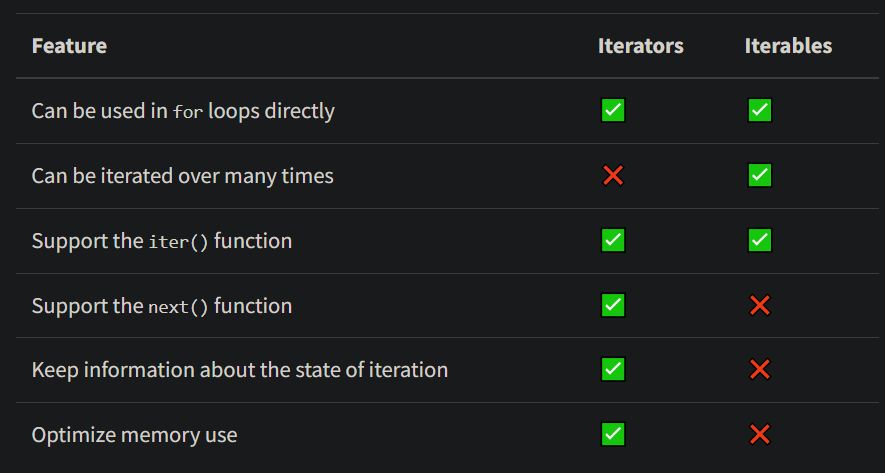 Feature Iterators Iterables
Can be used in for loops directly ✅ ✅
Can be iterated over many times ❌ ✅
Support the iter() function ✅ ✅
Support the next() function ✅ ❌
Keep information about the state of iteration ✅ ❌
Optimize memory use ✅ ❌